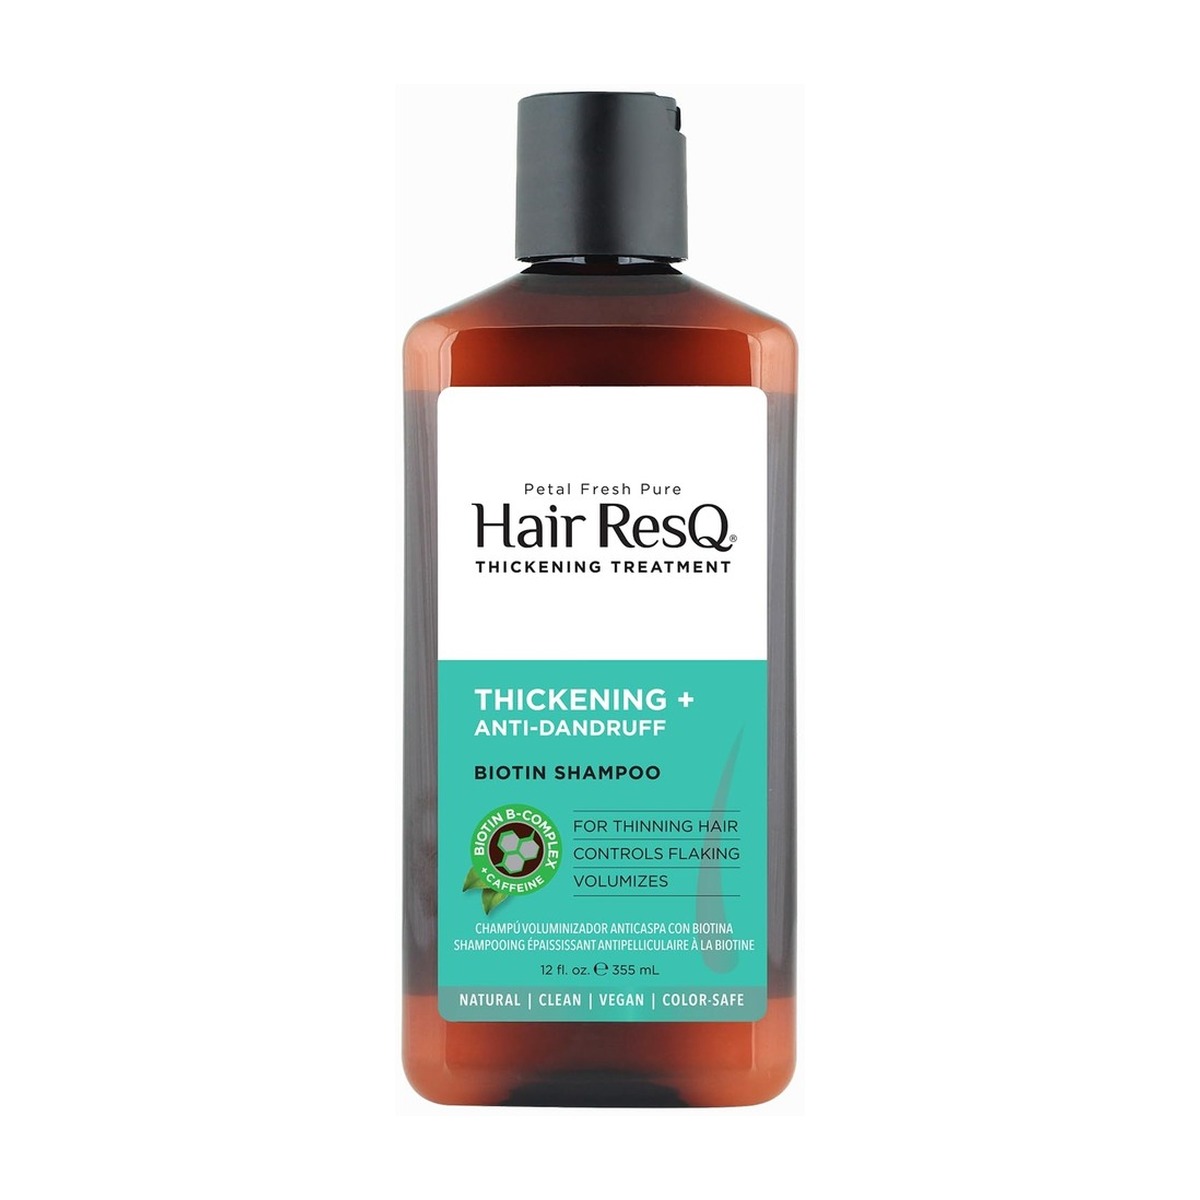 Petal Fresh Pure
Hair ResQ®
THICKENING TREATMENT
THICKENING +
ANTI-DANDRUFF
BIOTIN SHAMPOO
BIOTIN B-COMPLEX
+ CAFFEINE
FOR THINNING HAIR
CONTROLS FLAKING
VOLUMIZES
CHAMPÚ VOLUMINIZADOR ANTICASPA CON BIOTINA
SHAMPOOING ÉPAISSISSANT ANTIPELLICULAIRE À LA BIOTINE
12 fl. oz. ℮ 355 mL
NATURAL | CLEAN | VEGAN | COLOR-SAFE